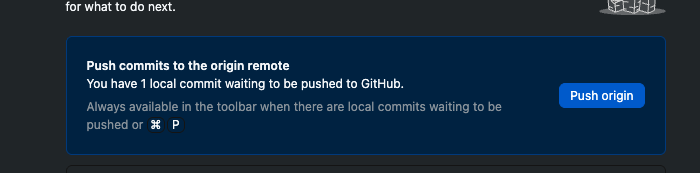 for what to do next.
Push commits to the origin remote
You have 1 local commit waiting to be pushed to GitHub.
Push origin
Always available in the toolbar when there are local commits waiting to be
pushed or ⌘ P